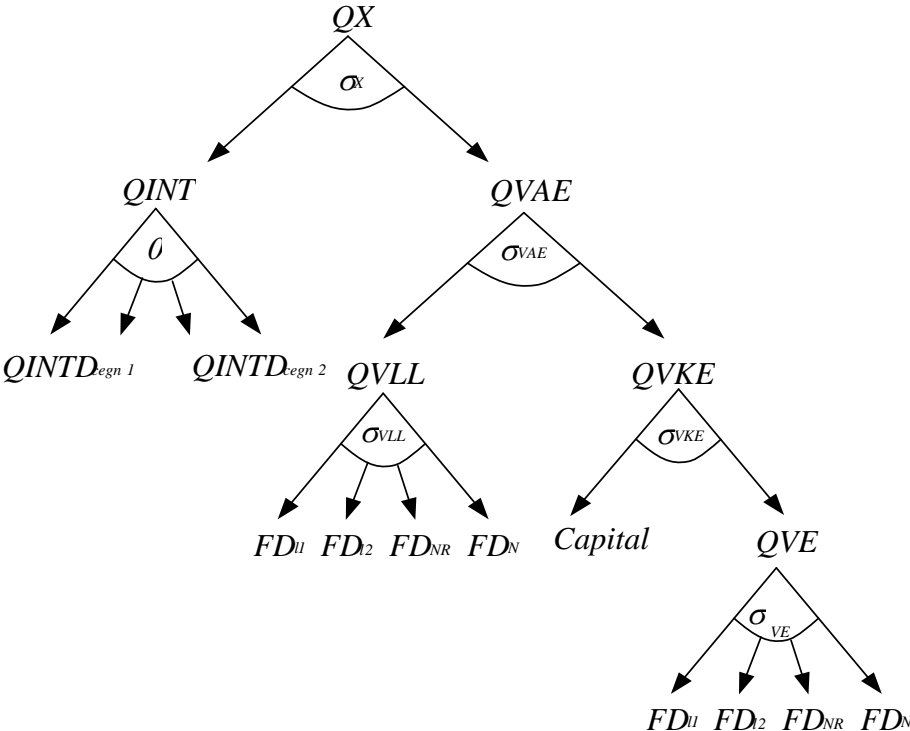 QX
σX
QINT QVAE
0 σVAE
QINTDcegn 1 QINTDcegn 2 QVLL QVKE
σVLL σVKE
FDl1 FDl2 FDNR FDN Capital QVE
σVE
FDl1 FDl2 FDNR FDN